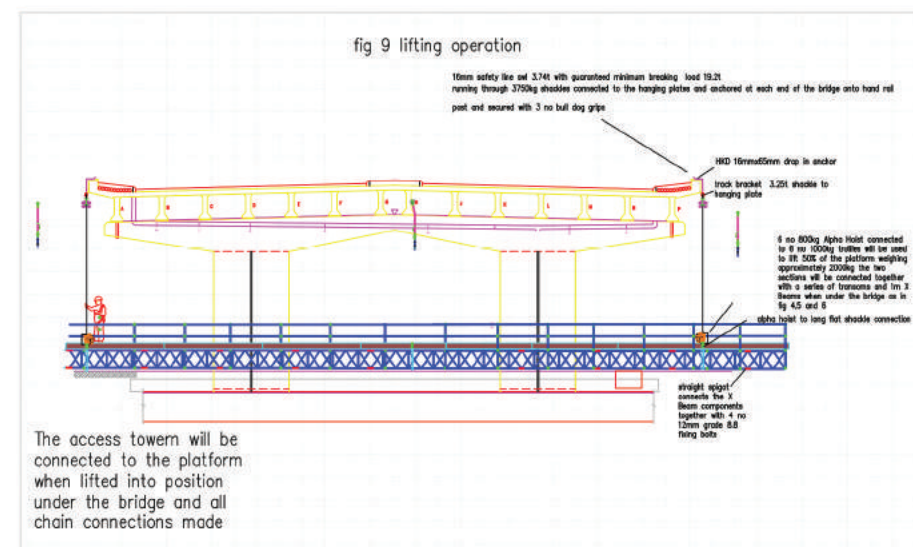 fig 9 lifting operation
16mm safety line swl 3.74t with guaranteed minimum breaking load 19.2t
running through 3750kg shackles connected to the hanging plates and anchored at each end of the bridge onto hand rail
post and secured with 3 no bull dog grips
HKD 16mmx65mm drop in anchor
track bracket 3.25t shackle to
hanging plate
6 no 800kg Alpha Hoist connected
to 6 no 1000kg trollies will be used
to lift 50% of the platform weighing
approximately 2000kg the two
sections will be connected together
with a series of transoms and 1m X
Beams when under the bridge as in
fig 4,5 and 6
alpha hoist to long flat shackle connection
straight spigot
connects the X
Beam components
together with 4 no
12mm grade 8.8
fixing bolts
The access towern will be
connected to the platform
when lifted into position
under the bridge and all
chain connections made